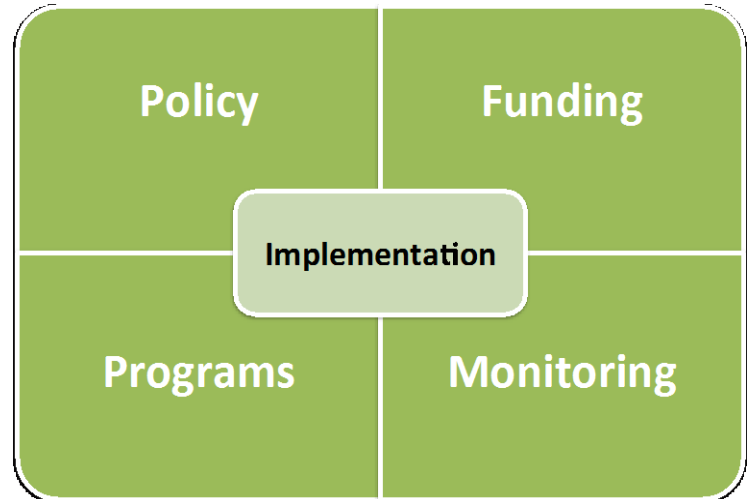 Policy
Funding
Implementation
Programs
Monitoring